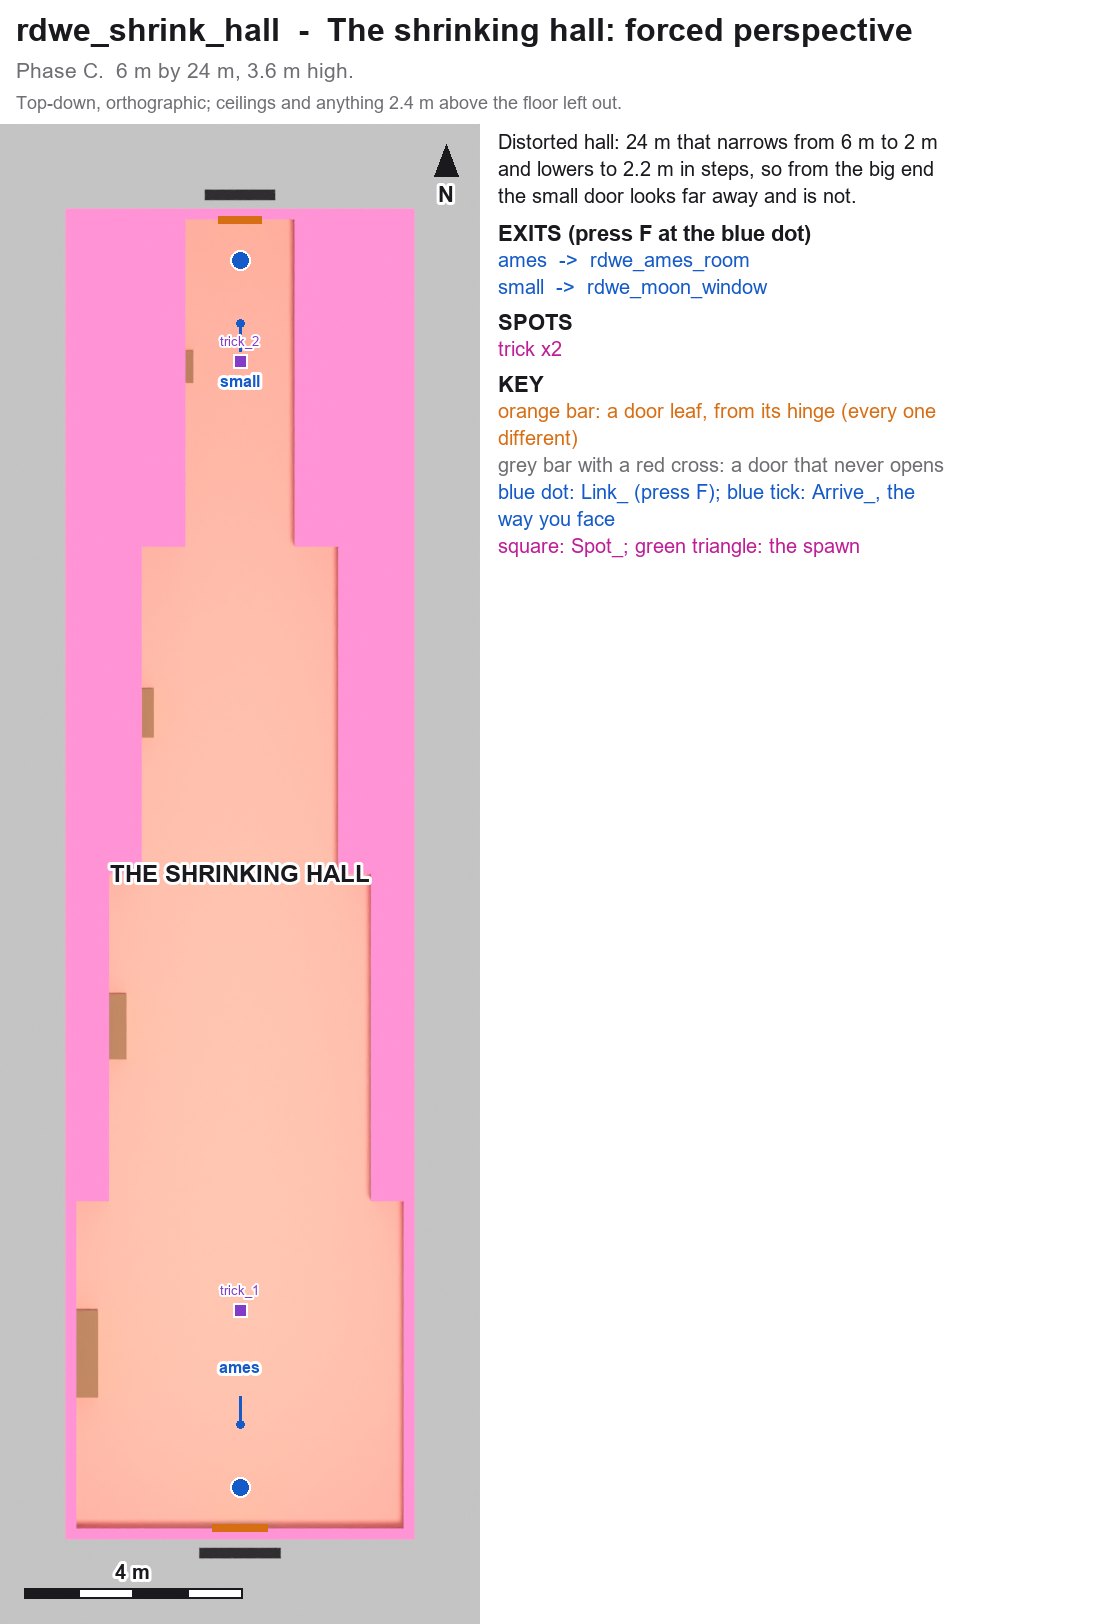 rdwe_shrink_hall  -  The shrinking hall: forced perspective
Phase C.  6 m by 24 m, 3.6 m high.
Top-down, orthographic; ceilings and anything 2.4 m above the floor left out.
Distorted hall: 24 m that narrows from 6 m to 2 m
and lowers to 2.2 m in steps, so from the big end
the small door looks far away and is not.
EXITS (press F at the blue dot)
ames  ->  rdwe_ames_room
small  ->  rdwe_moon_window
SPOTS
trick x2
KEY
orange bar: a door leaf, from its hinge (every one
different)
grey bar with a red cross: a door that never opens
blue dot: Link_ (press F); blue tick: Arrive_, the
way you face
square: Spot_; green triangle: the spawn
N
trick_2
small
THE SHRINKING HALL
trick_1
ames
4 m